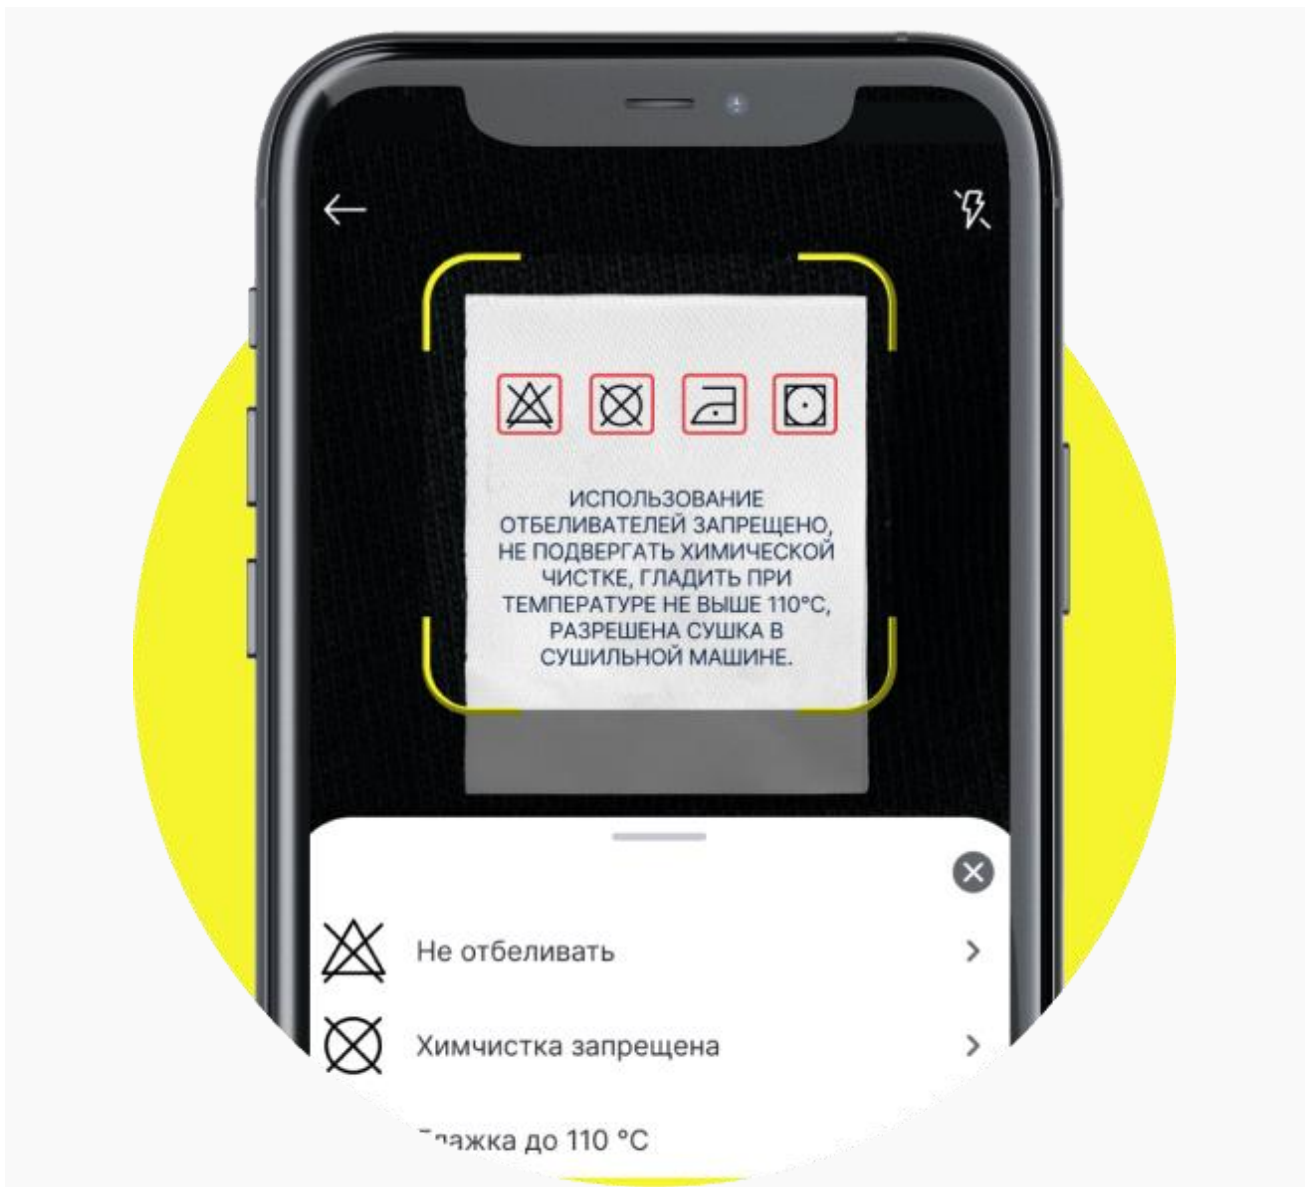 ИСПОЛЬЗОВАНИЕ
ОТБЕЛИВАТЕЛЕЙ ЗАПРЕЩЕНО,
НЕ ПОДВЕРГАТЬ ХИМИЧЕСКОЙ
ЧИСТКЕ, ГЛАДИТЬ ПРИ
ТЕМПЕРАТУРЕ НЕ ВЫШЕ 110°C,
РАЗРЕШЕНА СУШКА В
СУШИЛЬНОЙ МАШИНЕ.
Не отбеливать
Химчистка запрещена
Глажка до 110 °C